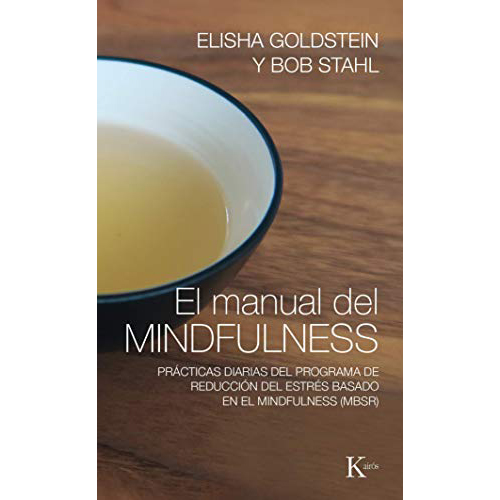 ELISHA GOLDSTEIN
Y BOB STAHL
El manual del
MINDFULNESS
PRÁCTICAS DIARIAS DEL PROGRAMA DE
REDUCCIÓN DEL ESTRÉS BASADO
EN EL MINDFULNESS (MBSR)
Kairós